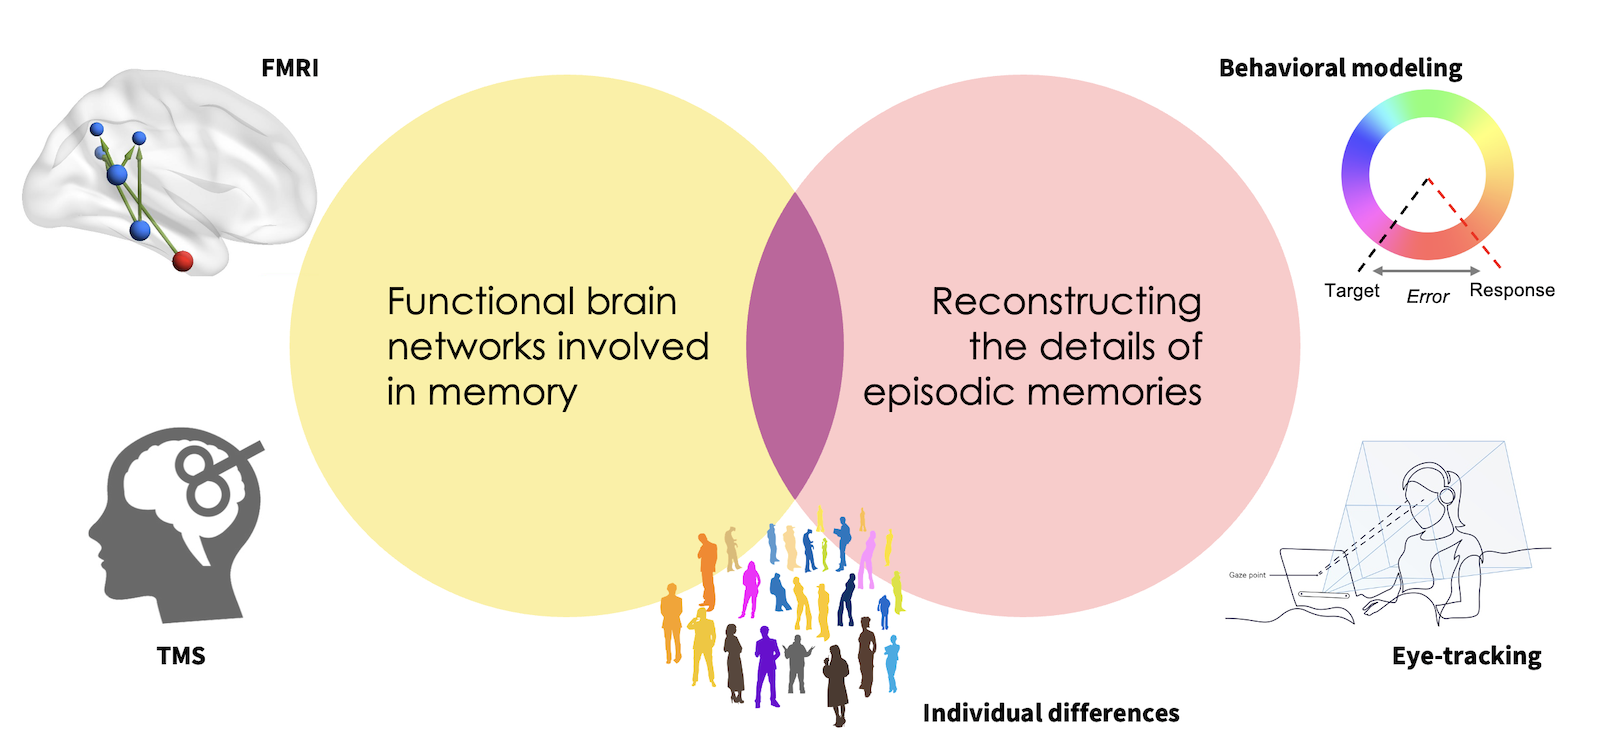 FMRI
Behavioral modeling
Functional brain
networks involved
in memory
Reconstructing
the details of
episodic memories
Target
Error
Response
Gaze point
TMS
Eye-tracking
Individual differences